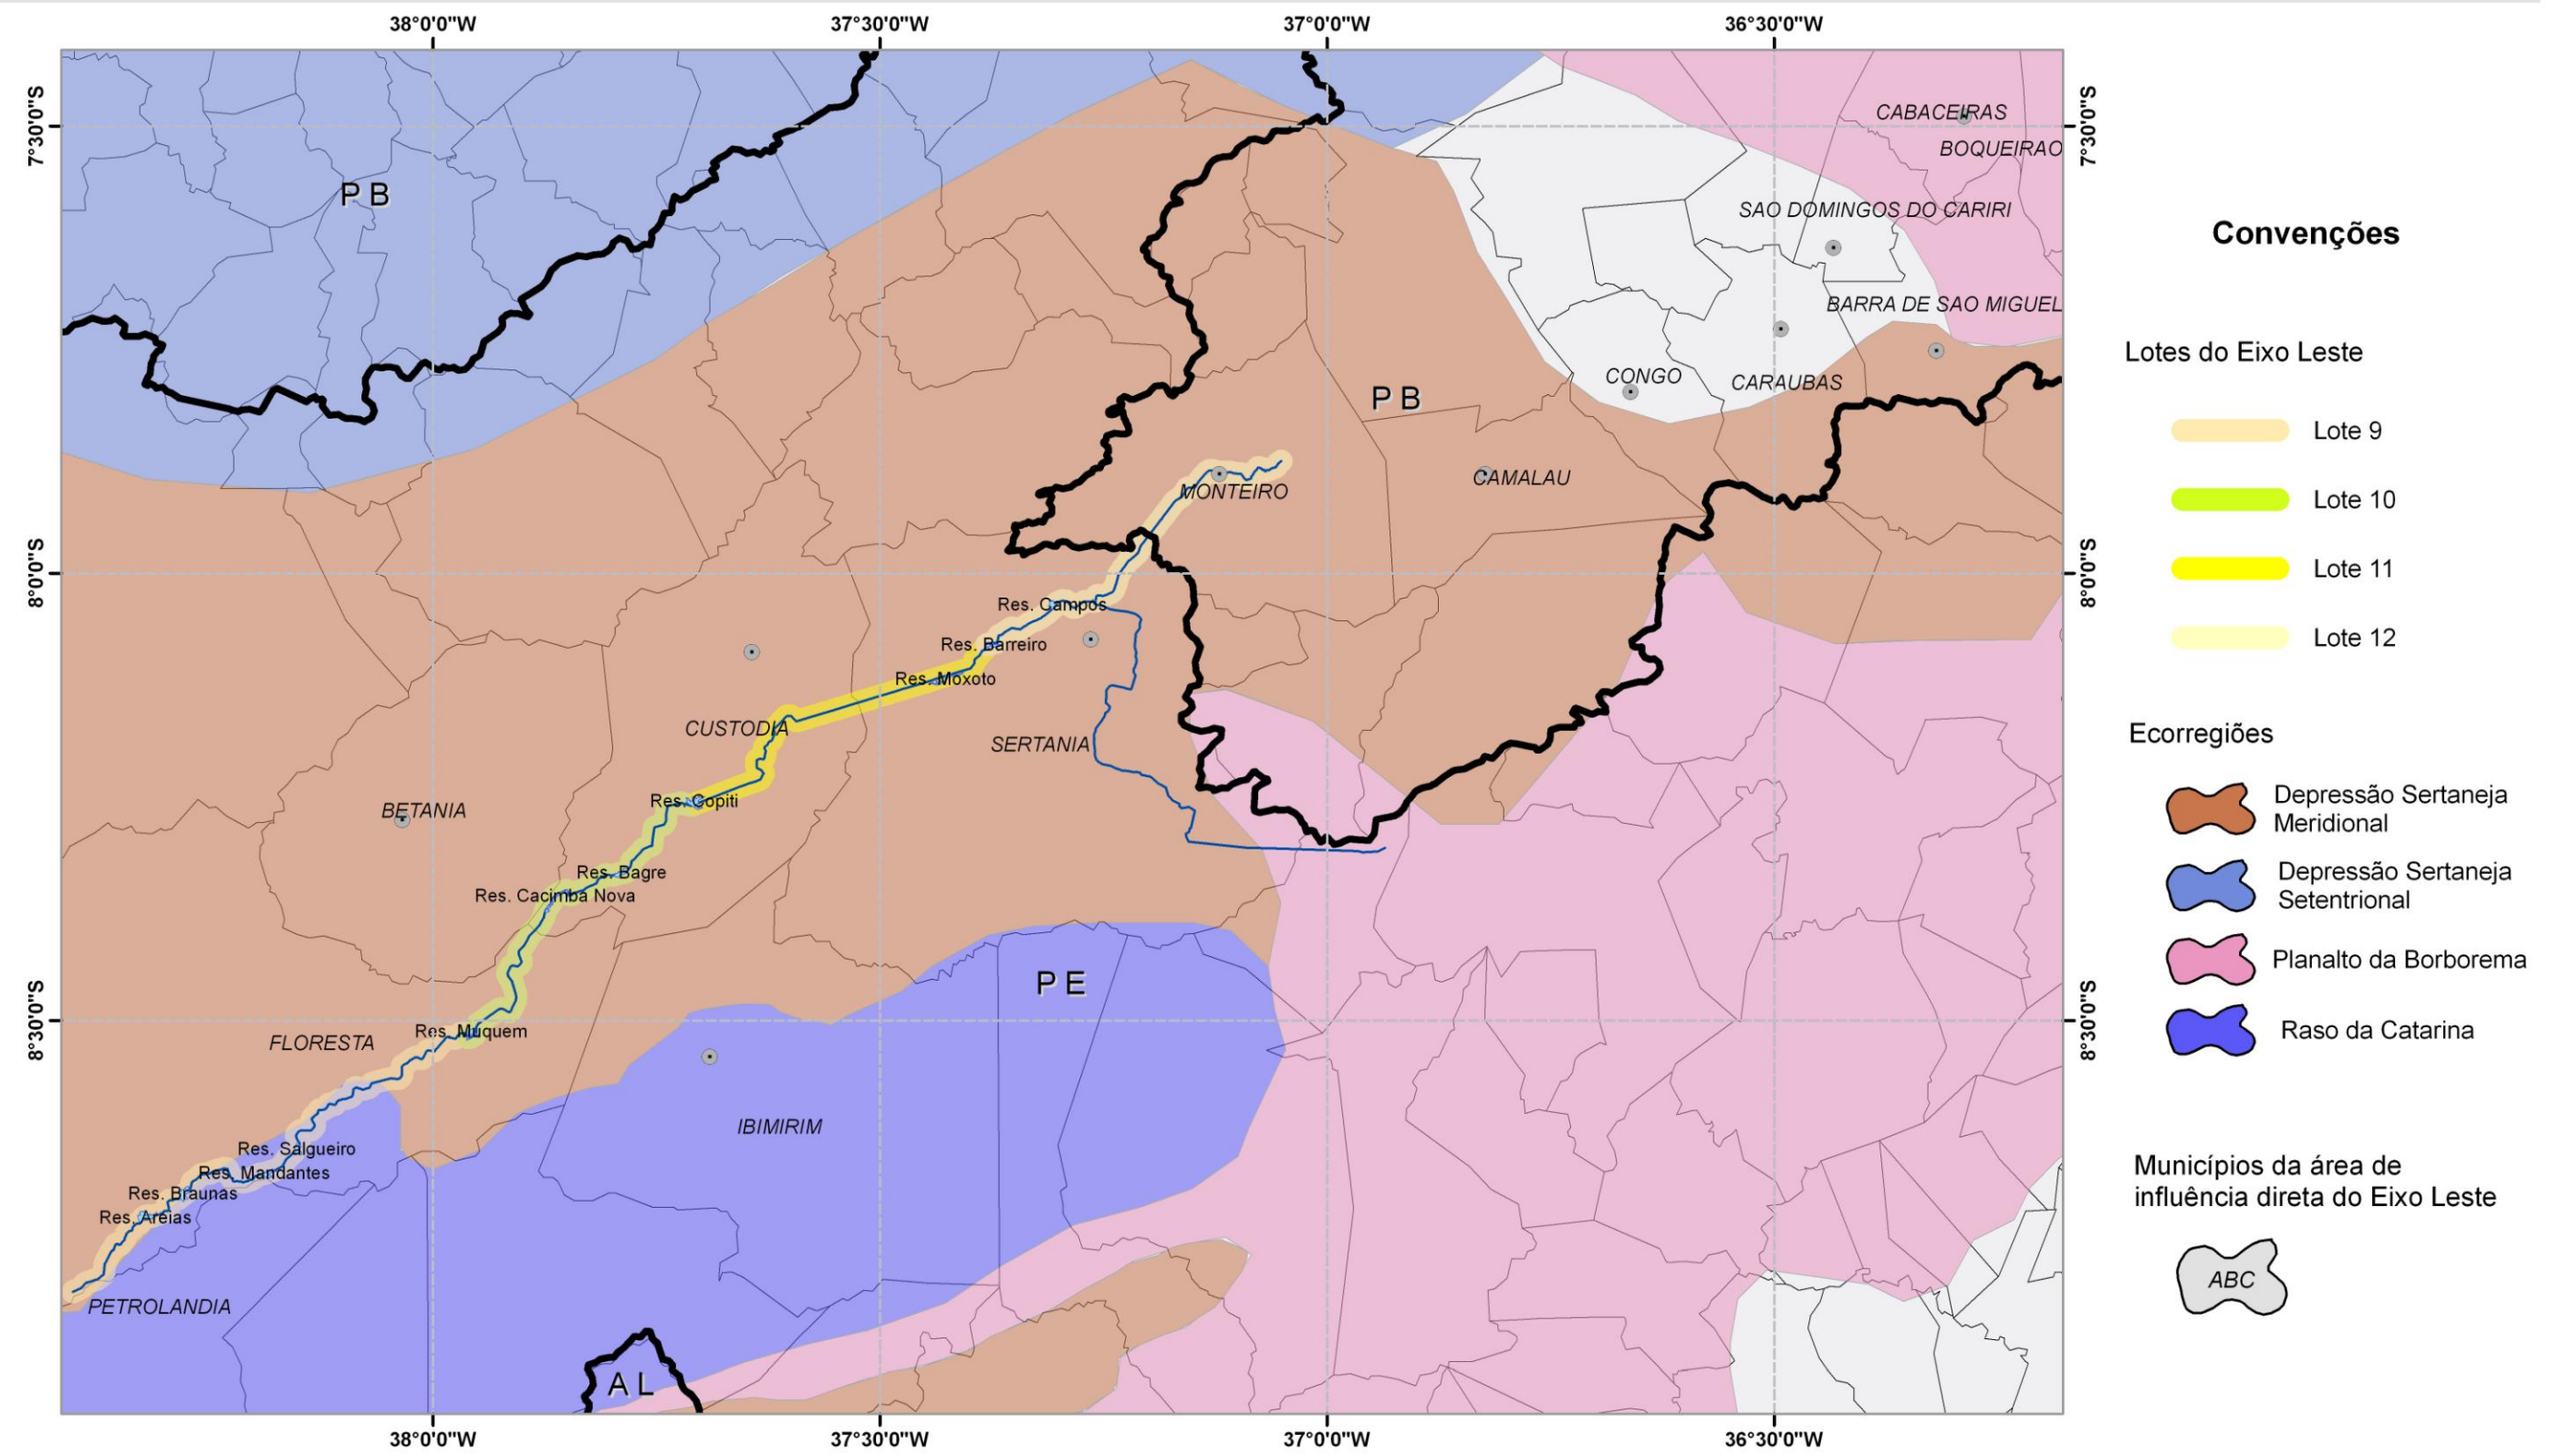 38°0'0"W
37°30'0"W
37°0'0"W
36°30'0"W
7°30'0"S
7°30'0"S
8°0'0"S
8°0'0"S
8°30'0"S
8°30'0"S
CABACEIRAS
BOQUEIRAO
PB
SAO DOMINGOS DO CARIRI
BARRA DE SAO MIGUEL
CONGO
CARAUBAS
PB
CAMALAU
MONTEIRO
Res. Campos
Res. Barreiro
Res. Moxoto
CUSTODIA
SERTANIA
Res. Copiti
BETANIA
Res. Bagre
Res. Cacimba Nova
PE
Res. Muquem
FLORESTA
IBIMIRIM
Res. Salgueiro
Res. Mandantes
Res. Braunas
Res. Areias
PETROLANDIA
AL
38°0'0"W
37°30'0"W
37°0'0"W
36°30'0"W
Convenções
Lotes do Eixo Leste
Lote 9
Lote 10
Lote 11
Lote 12
Ecorregiões
Depressão Sertaneja
Meridional
Depressão Sertaneja
Setentrional
Planalto da Borborema
Raso da Catarina
Municípios da área de
influência direta do Eixo Leste
ABC